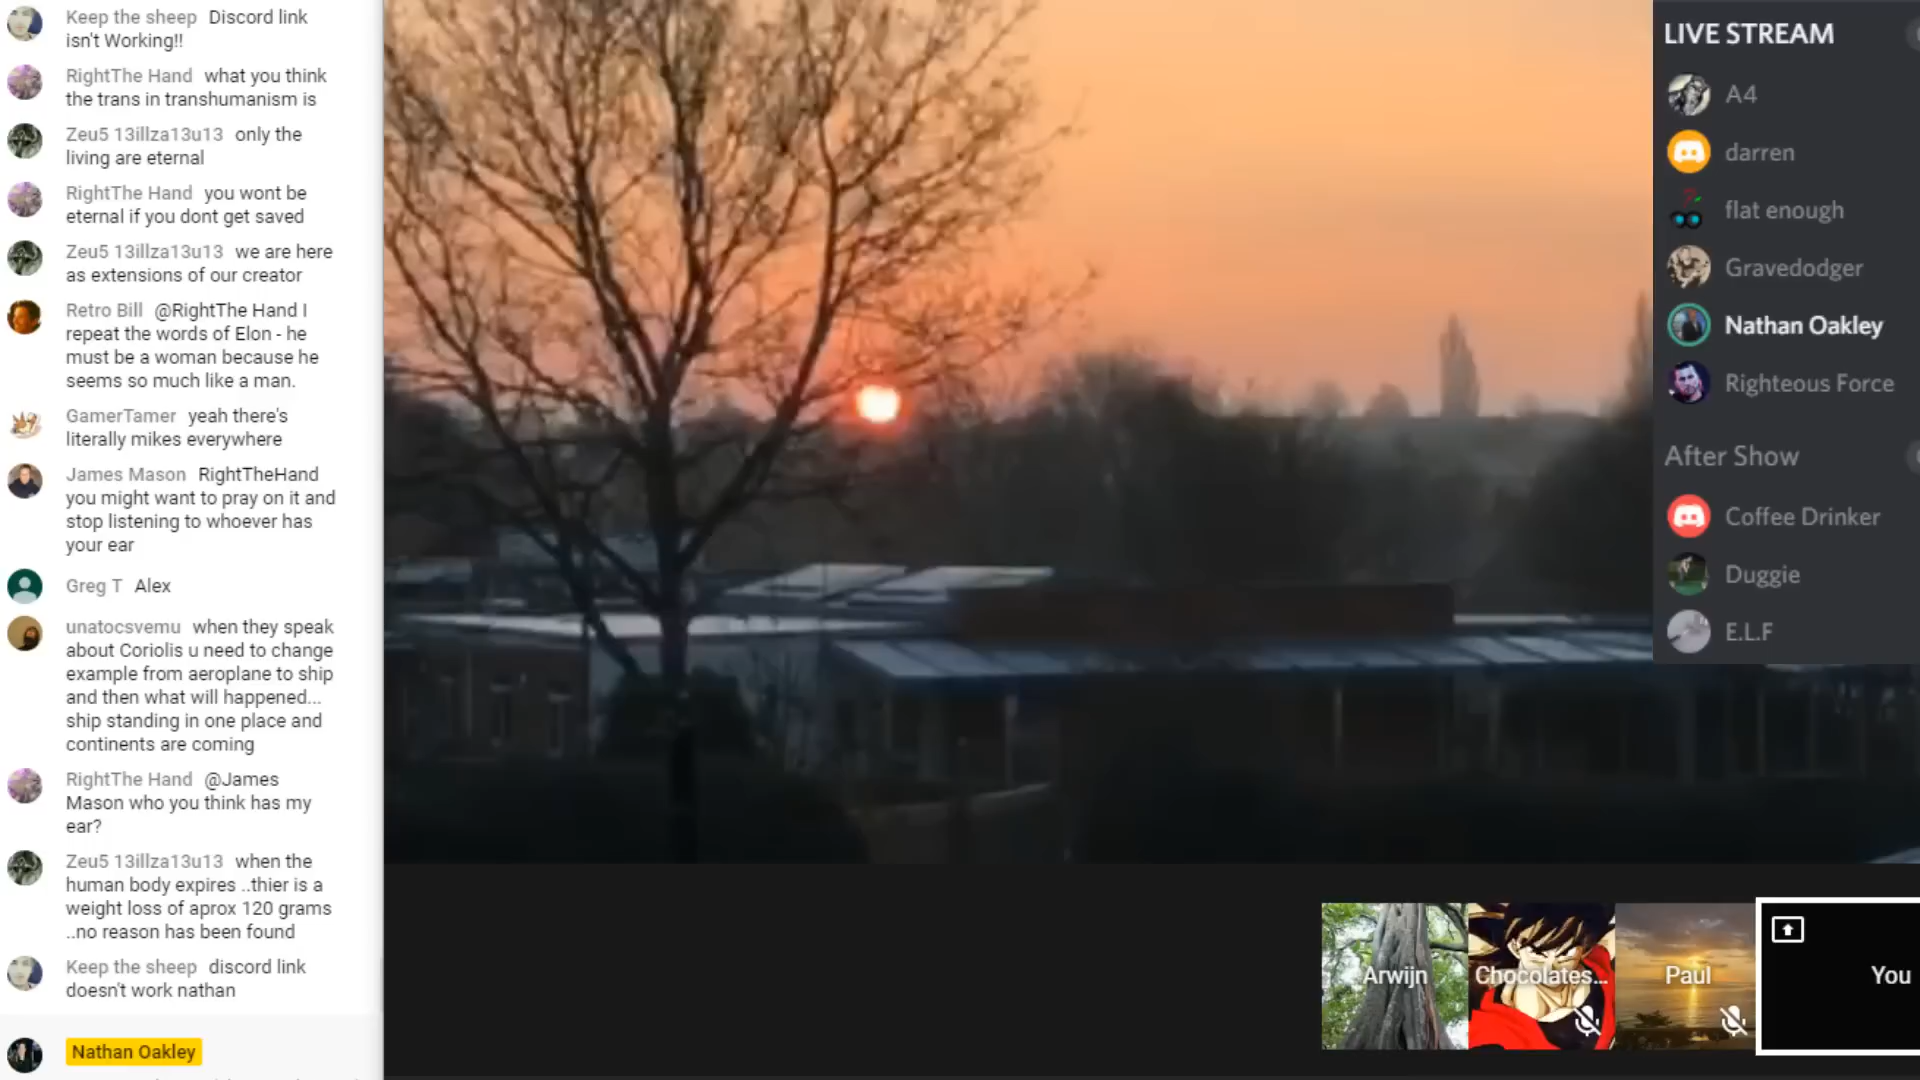 Keep the sheep Discord link
isn't Working!!
RightThe Hand what you think
the trans in transhumanism is
Zeu5 13illza13u13 only the
living are eternal
RightThe Hand you wont be
eternal if you dont get saved
Zeu5 13illza13u13 we are here
as extensions of our creator
Retro Bill @RightThe Hand I
repeat the words of Elon - he
must be a woman because he
seems so much like a man.
GamerTamer yeah there's
literally mikes everywhere
James Mason RightTheHand
you might want to pray on it and
stop listening to whoever has
your ear
Greg T Alex
unatocsvemu when they speak
about Coriolis u need to change
example from aeroplane to ship
and then what will happened...
ship standing in one place and
continents are coming
RightThe Hand @James
Mason who you think has my
ear?
Zeu5 13illza13u13 when the
human body expires ..thier is a
weight loss of aprox 120 grams
..no reason has been found
Keep the sheep discord link
doesn't work nathan
Nathan Oakley
LIVE STREAM
A4
darren
flat enough
Gravedodger
Nathan Oakley
Righteous Force
After Show
Coffee Drinker
Duggie
E.L.F
Arwijn
Chocolates...
Paul
You